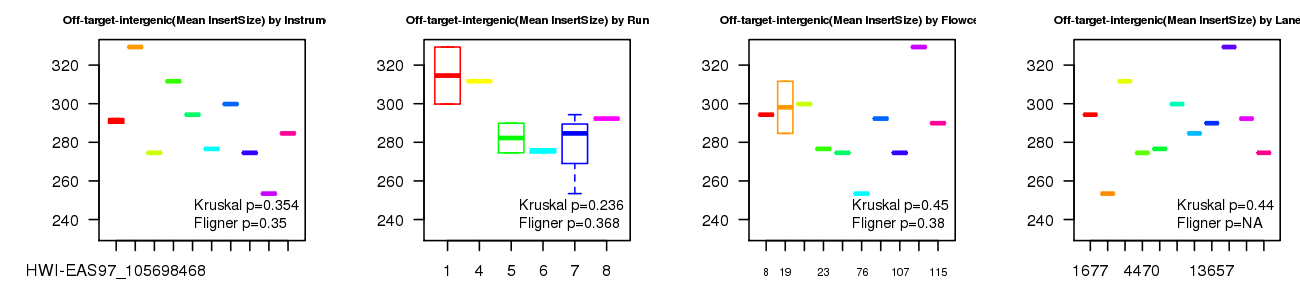 Off-target-intergenic(Mean InsertSize) by Instrum
320
300
280
260
240
Kruskal p=0.354
Fligner p=0.35
HWI-EAS97_105698468
Off-target-intergenic(Mean InsertSize) by Run
320
300
280
260
240
Kruskal p=0.236
Fligner p=0.368
1 4 5 6 7 8
Off-target-intergenic(Mean InsertSize) by Flowce
320
300
280
260
240
Kruskal p=0.45
Fligner p=0.38
8 19 23 76 107 115
Off-target-intergenic(Mean InsertSize) by Lane
320
300
280
260
240
Kruskal p=0.44
Fligner p=NA
1677 4470 13657